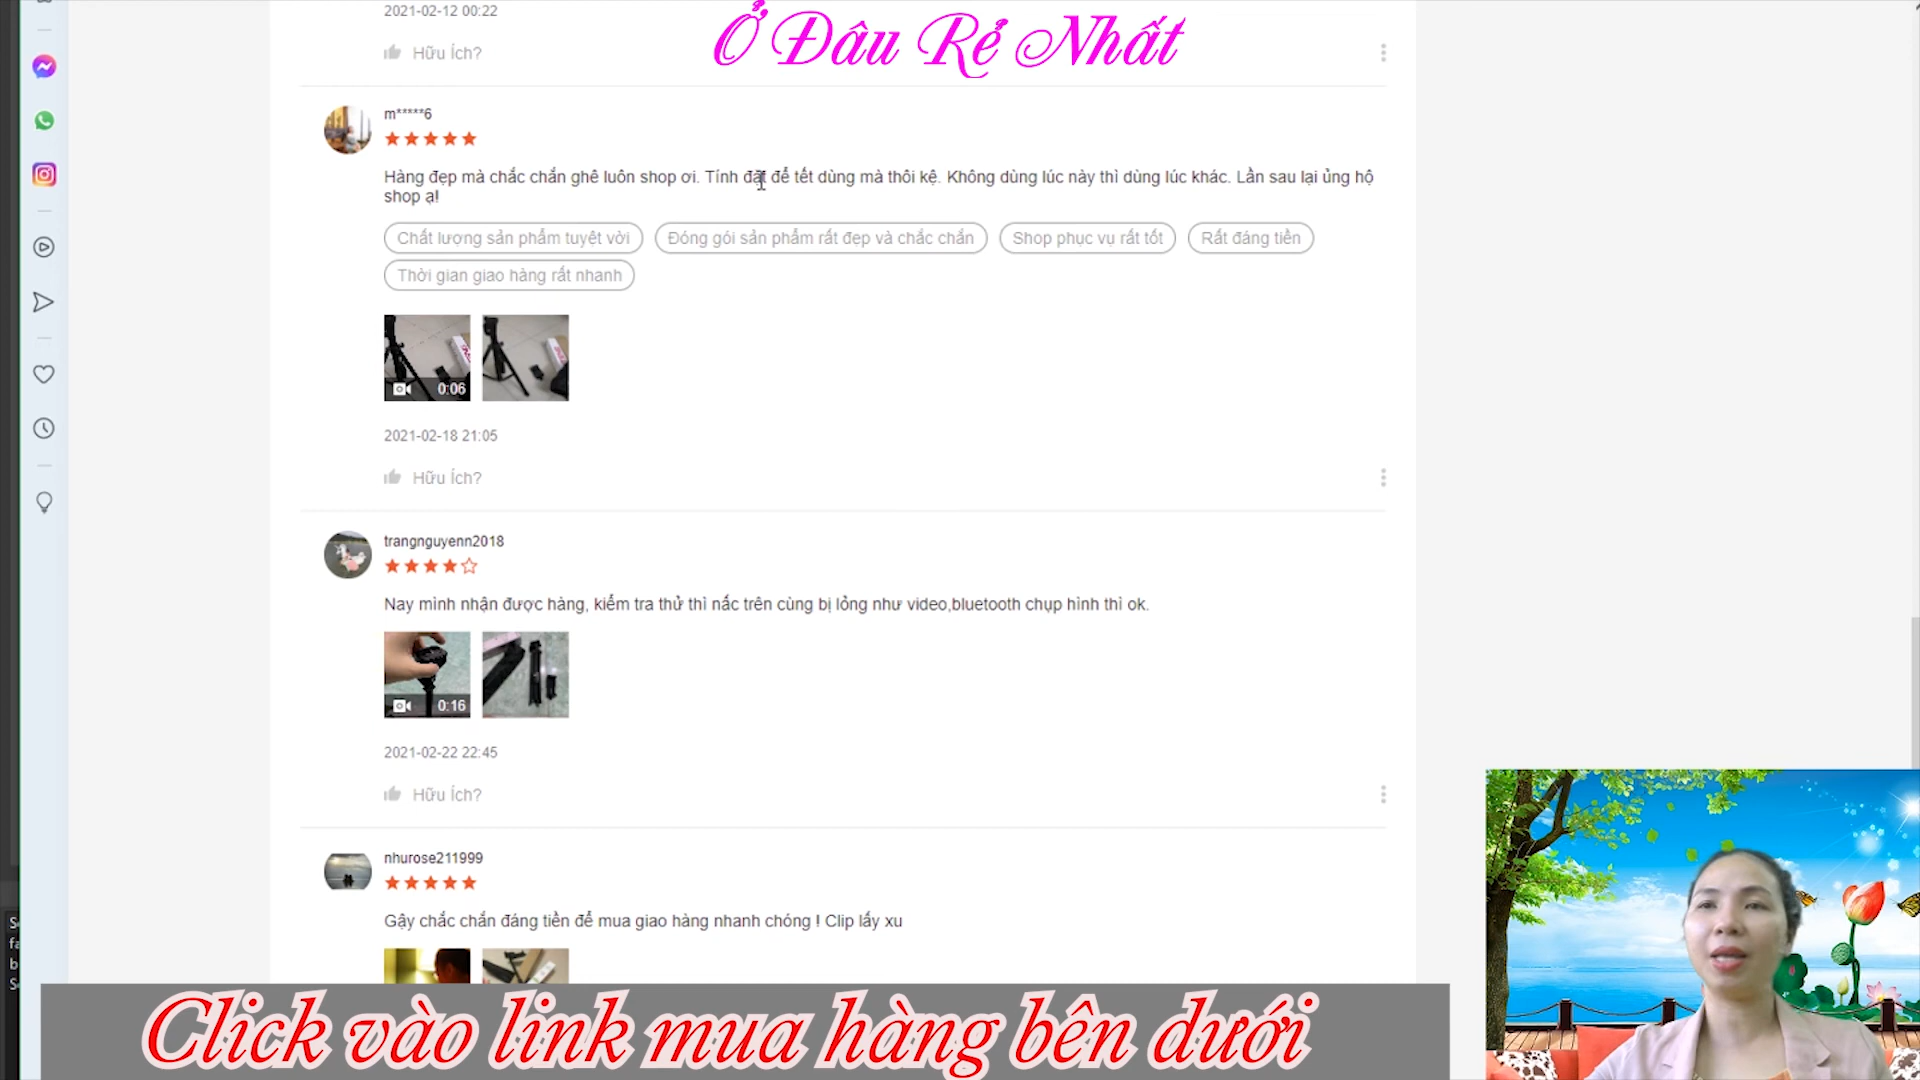 2021-02-12 00:22
Ở Đâu Rẻ Nhất
Hữu Ích?
m*****6
Hàng đẹp mà chắc chắn ghê luôn shop ơi. Tính đặt để tết dùng mà thôi kệ. Không dùng lúc này thì dùng lúc khác. Lần sau lại ủng hộ
shop ạ!
Chất lượng sản phẩm tuyệt vời
Đóng gói sản phẩm rất đẹp và chắc chắn
Shop phục vụ rất tốt
Rất đáng tiền
Thời gian giao hàng rất nhanh
0:06
2021-02-18 21:05
Hữu Ích?
trangnguyenn2018
Nay mình nhận được hàng, kiểm tra thử thì nấc trên cùng bị lỏng như video,bluetooth chụp hình thì ok.
0:16
2021-02-22 22:45
Hữu Ích?
nhurose211999
Gậy chắc chắn đáng tiền để mua giao hàng nhanh chóng ! Clip lấy xu
Click vào link mua hàng bên dưới